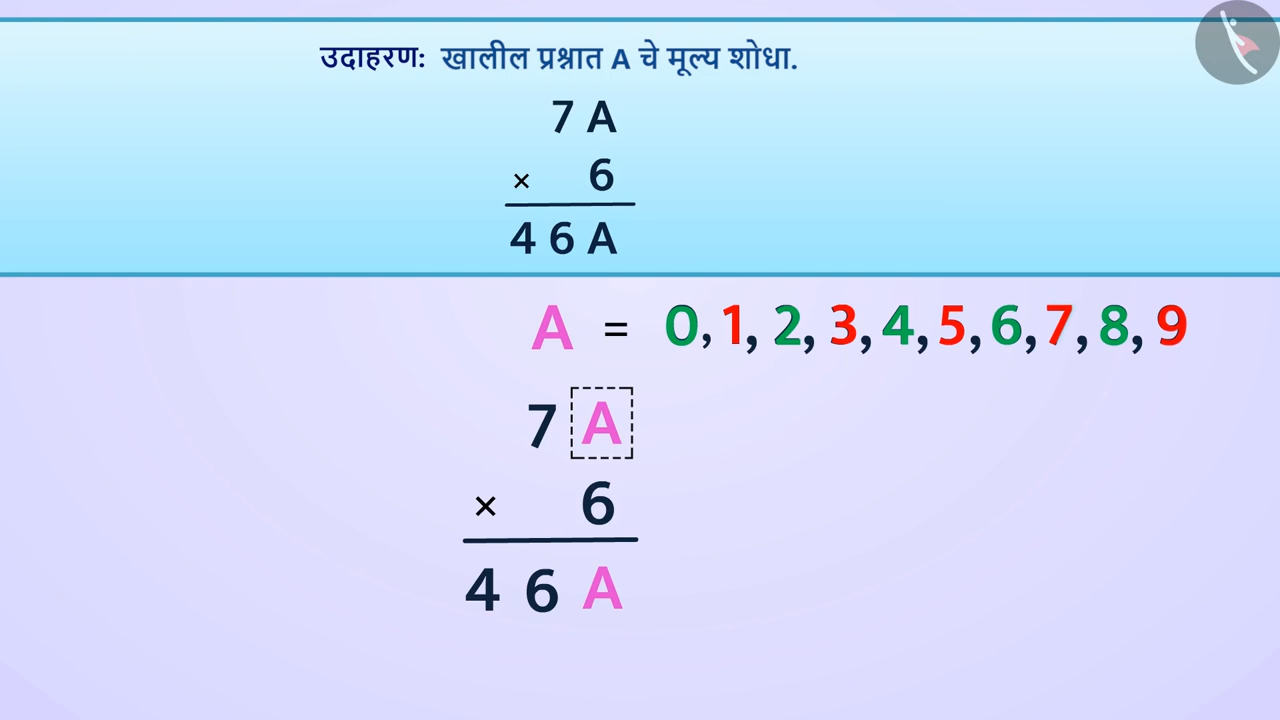 उदाहरण: खालील प्रश्नात A चे मूल्य शोधा.
7 A
× 6
4 6 A
A = 0, 1, 2, 3, 4, 5, 6, 7, 8, 9
7 A
× 6
4 6 A